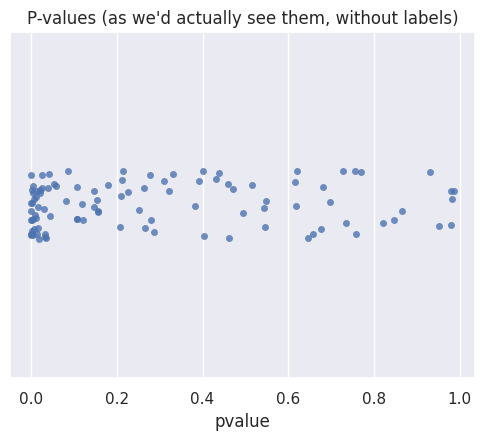 P-values (as we'd actually see them, without labels)
0.0 0.2 0.4 0.6 0.8 1.0
pvalue